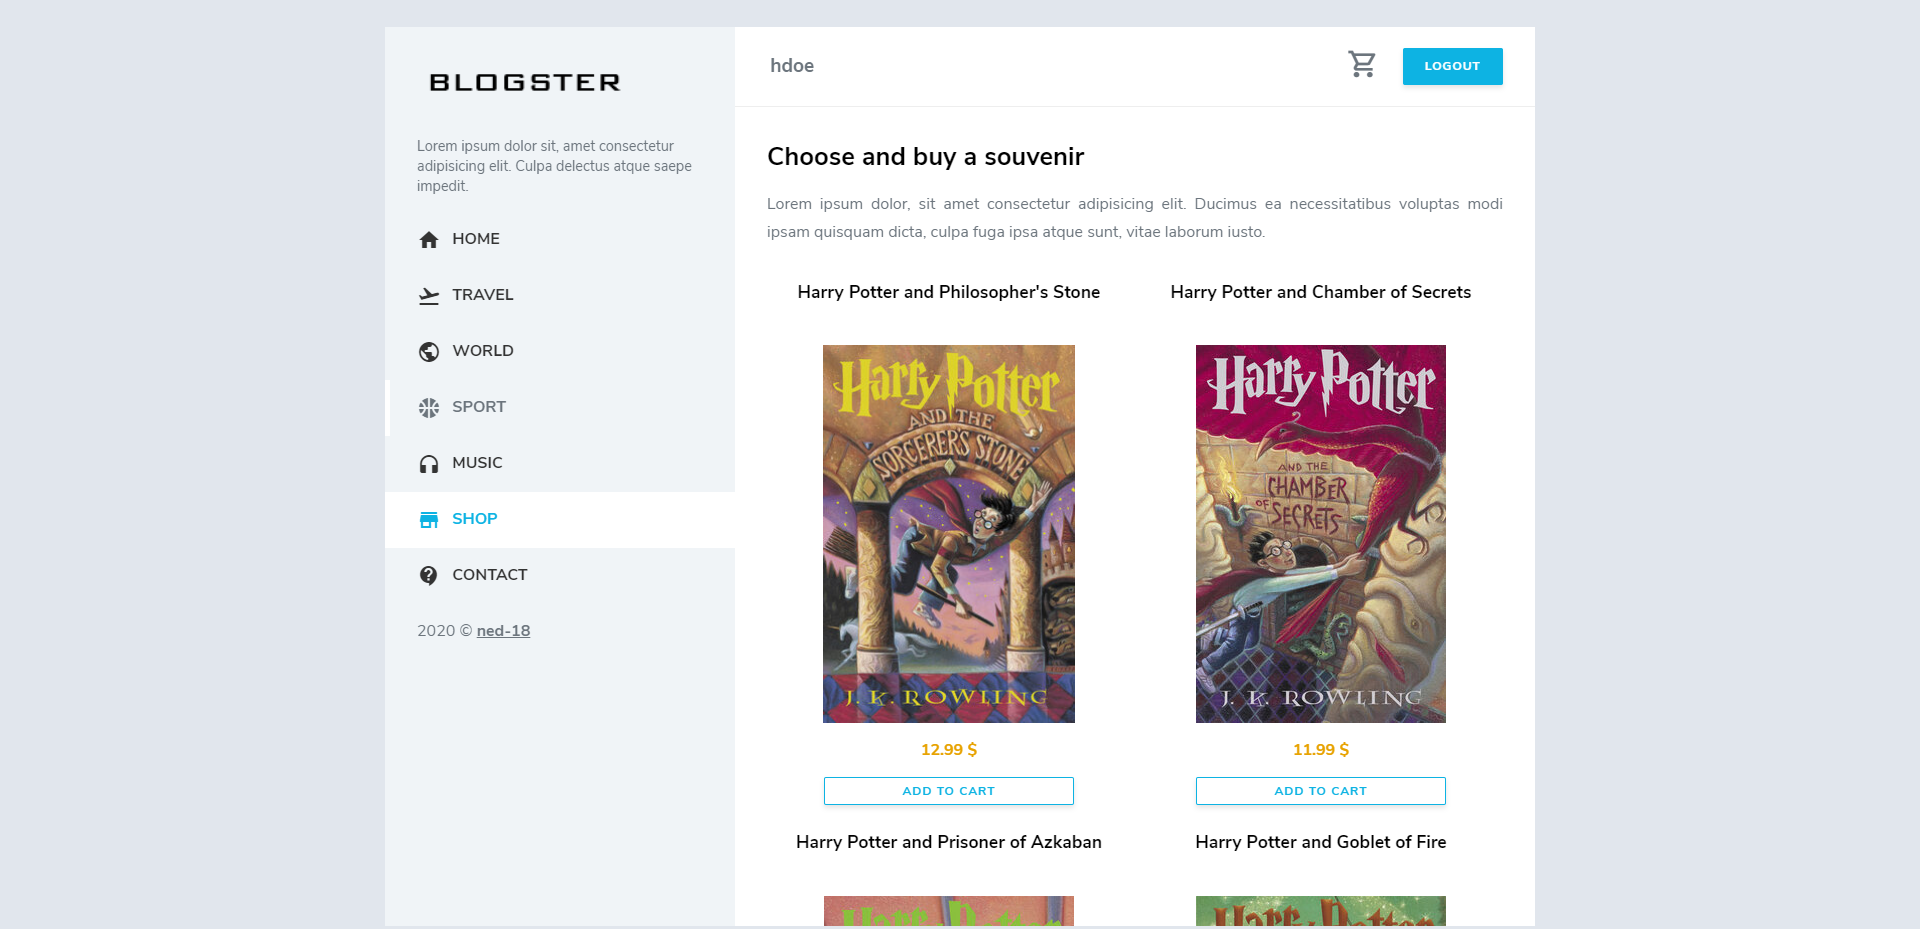 BLOGSTER
Lorem ipsum dolor sit, amet consectetur
adipisicing elit. Culpa delectus atque saepe
impedit.
HOME
TRAVEL
WORLD
SPORT
MUSIC
SHOP
CONTACT
2020 © ned-18
hdoe
LOGOUT
Choose and buy a souvenir
Lorem ipsum dolor, sit amet consectetur adipisicing elit. Ducimus ea necessitatibus voluptas modi
ipsam quisquam dicta, culpa fuga ipsa atque sunt, vitae laborum iusto.
Harry Potter and Philosopher's Stone
Harry Potter
AND THE
SORCERER'S STONE
J. K. ROWLING
12.99 $
ADD TO CART
Harry Potter and Chamber of Secrets
Harry Potter
AND THE
CHAMBER
OF SECRETS
J. K. ROWLING
11.99 $
ADD TO CART
Harry Potter and Prisoner of Azkaban
Harry Potter
Harry Potter and Goblet of Fire
Harry Potter